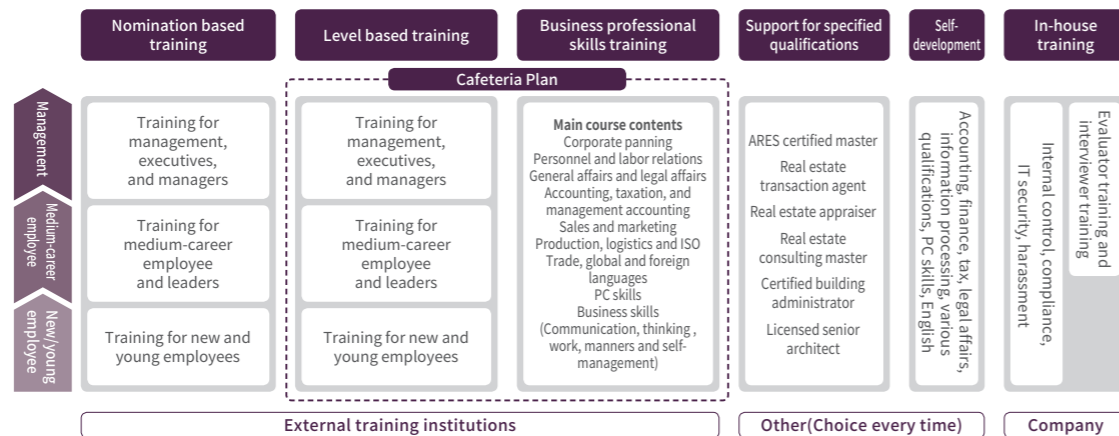 Nomination based
training
Level based training
Business professional
skills training
Support for specified
qualifications
Self-
development
In-house
training
Cafeteria Plan
Management
Medium-career
employee
New/young
employee
Training for
management,
executives,
and managers
Training for
medium-career
employee
and leaders
Training for new and
young employees
Training for
management,
executives,
and managers
Training for
medium-career
employee
and leaders
Training for new and
young employees
Main course contents
Corporate panning
Personnel and labor relations
General affairs and legal affairs
Accounting, taxation, and
management accounting
Sales and marketing
Production, logistics and ISO
Trade, global and foreign
languages
PC skills
Business skills
(Communication, thinking ,
work, manners and self-
management)
ARES certified master
Real estate
transaction agent
Real estate appraiser
Real estate
consulting master
Certified building
administrator
Licensed senior
architect
Accounting, finance, tax, legal affairs,
information processing, various
qualifications, PC skills, English
Internal control, compliance,
IT security, harassment
Evaluator training and
interviewer training
External training institutions
Other(Choice every time)
Company